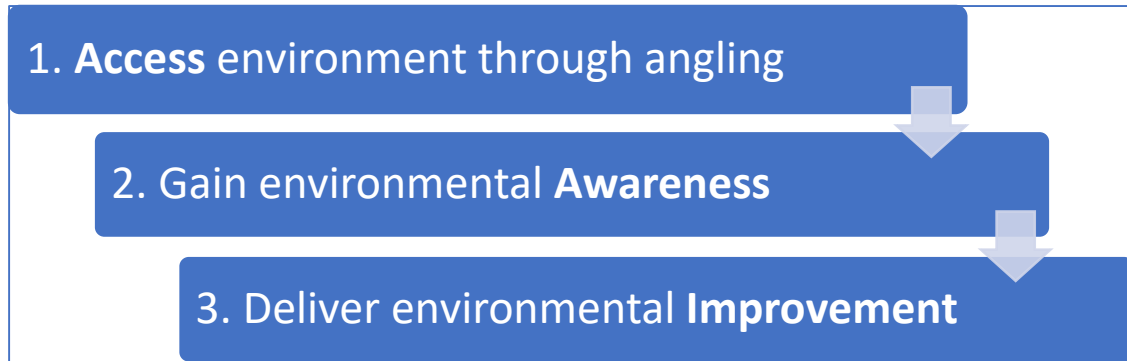 1. Access environment through angling
2. Gain environmental Awareness
3. Deliver environmental Improvement